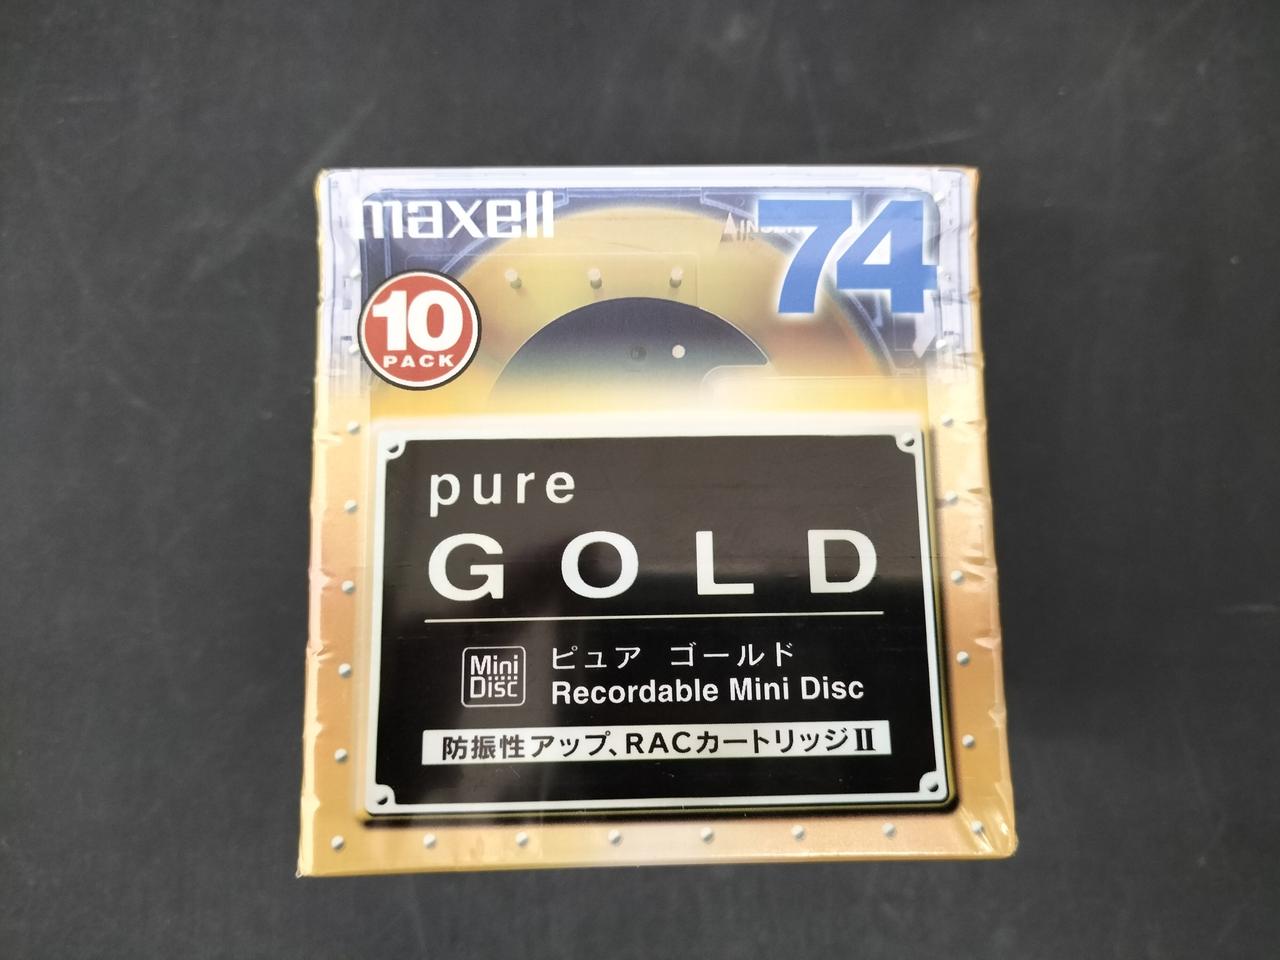 maxell
74
10
PACK
pure
GOLD
Mini
Disc
ピュア ゴールド
Recordable Mini Disc
防振性アップ、RACカートリッジⅡ